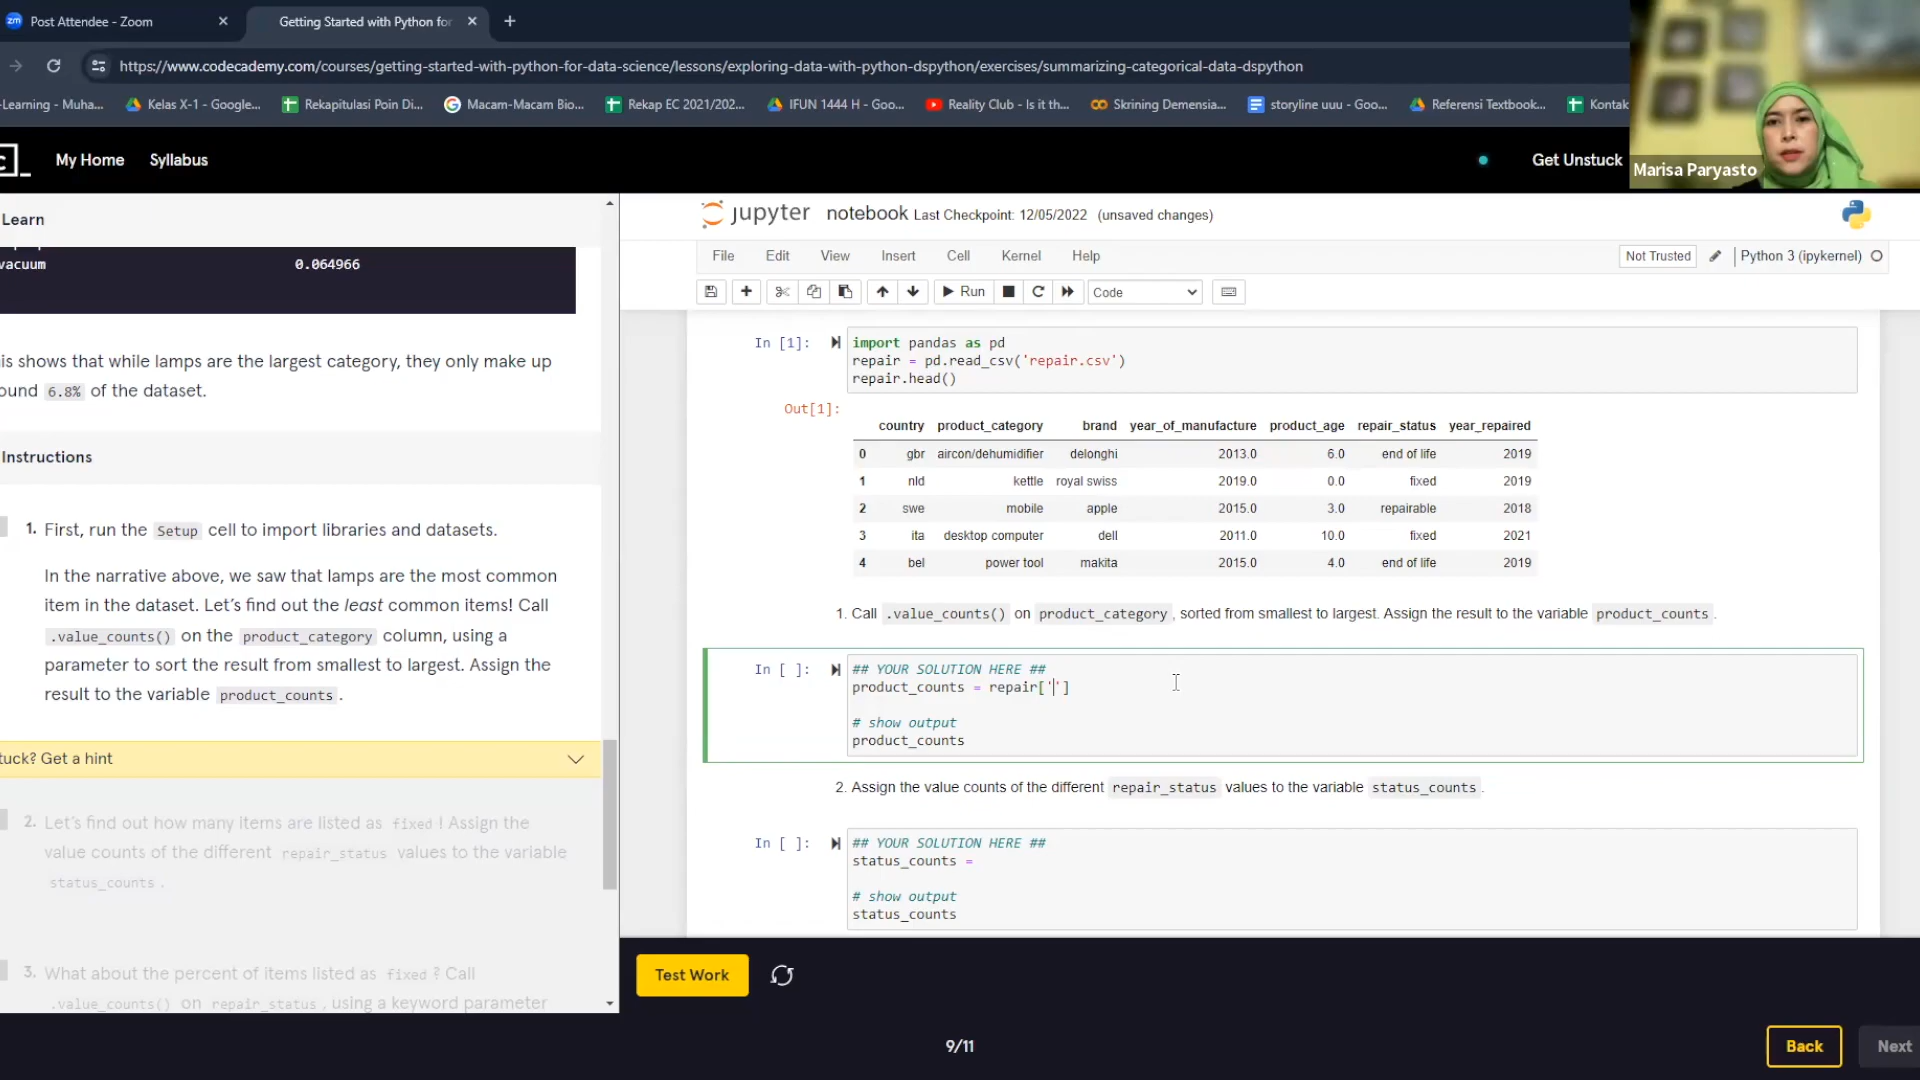 Post Attendee - Zoom
Getting Started with Python for
https://www.codecademy.com/courses/getting-started-with-python-for-data-science/lessons/exploring-data-with-python-dspython/exercises/summarizing-categorical-data-dspython
-Learning - Muha...
Kelas X-1 - Google...
Rekapitulasi Poin Di...
Macam-Macam Bio...
Rekap EC 2021/202...
IFUN 1444 H - Goo...
Reality Club - Is it th...
Skrining Demensia...
storyline uuu - Goo...
Referensi Textbook...
Kontak
Marisa Paryasto
My Home
Syllabus
Get Unstuck
Learn
vacuum 0.064966
is shows that while lamps are the largest category, they only make up
ound 6.8% of the dataset.
Instructions
1. First, run the Setup cell to import libraries and datasets.
In the narrative above, we saw that lamps are the most common
item in the dataset. Let's find out the least common items! Call
.value_counts() on the product_category column, using a
parameter to sort the result from smallest to largest. Assign the
result to the variable product_counts .
tuck? Get a hint
2. Let's find out how many items are listed as fixed ! Assign the
value counts of the different repair_status values to the variable
status_counts .
3. What about the percent of items listed as fixed ? Call
.value_counts() on repair_status , using a keyword parameter
jupyter notebook Last Checkpoint: 12/05/2022 (unsaved changes)
File Edit View Insert Cell Kernel Help
Not Trusted
Python 3 (ipykernel)
Run
Code
In [1]:
import pandas as pd
repair = pd.read_csv('repair.csv')
repair.head()
Out[1]:
country product_category brand year_of_manufacture product_age repair_status year_repaired
0 gbr aircon/dehumidifier delonghi 2013.0 6.0 end of life 2019
1 nld kettle royal swiss 2019.0 0.0 fixed 2019
2 swe mobile apple 2015.0 3.0 repairable 2018
3 ita desktop computer dell 2011.0 10.0 fixed 2021
4 bel power tool makita 2015.0 4.0 end of life 2019
1. Call .value_counts() on product_category , sorted from smallest to largest. Assign the result to the variable product_counts .
In [ ]:
## YOUR SOLUTION HERE ##
product_counts = repair['']
# show output
product_counts
2. Assign the value counts of the different repair_status values to the variable status_counts .
In [ ]:
## YOUR SOLUTION HERE ##
status_counts =
# show output
status_counts
Test Work
9/11
Back
Next